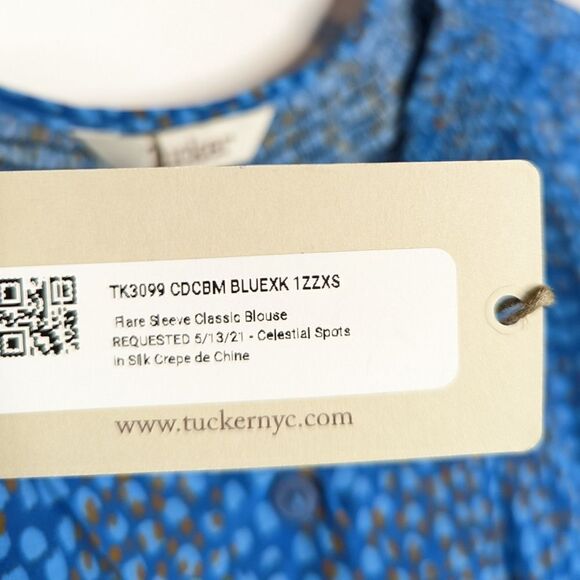 Tucker
TK3099 CDCBM BLUEXK 1ZZXS
Flare Sleeve Classic Blouse
REQUESTED 5/13/21 - Celestial Spots
in Silk Crepe de Chine
www.tuckernyc.com